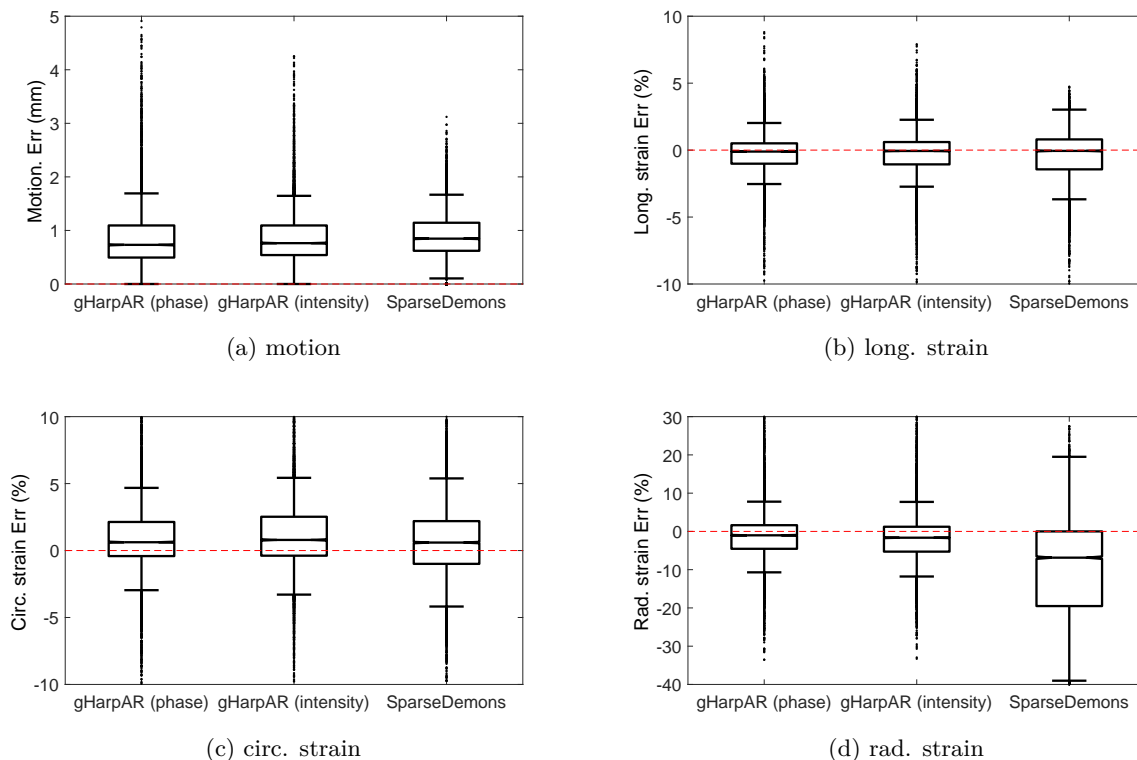 5
4
3
2
1
0
Motion. Err (mm)
gHarpAR (phase) gHarpAR (intensity) SparseDemons
(a) motion
10
5
0
-5
-10
Long. strain Err (%)
gHarpAR (phase) gHarpAR (intensity) SparseDemons
(b) long. strain
10
5
0
-5
-10
Circ. strain Err (%)
gHarpAR (phase) gHarpAR (intensity) SparseDemons
(c) circ. strain
30
20
10
0
-10
-20
-30
-40
Rad. strain Err (%)
gHarpAR (phase) gHarpAR (intensity) SparseDemons
(d) rad. strain